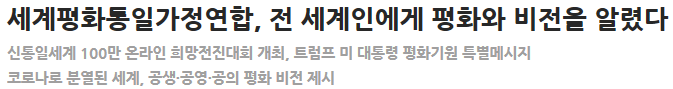 세계평화통일가정연합, 전 세계인에게 평화와 비전을 알렸다
신통일세계 100만 온라인 희망전진대회 개최, 트럼프 미 대통령 평화기원 특별메시지
코로나로 분열된 세계, 공생·공영·공의 평화 비전 제시